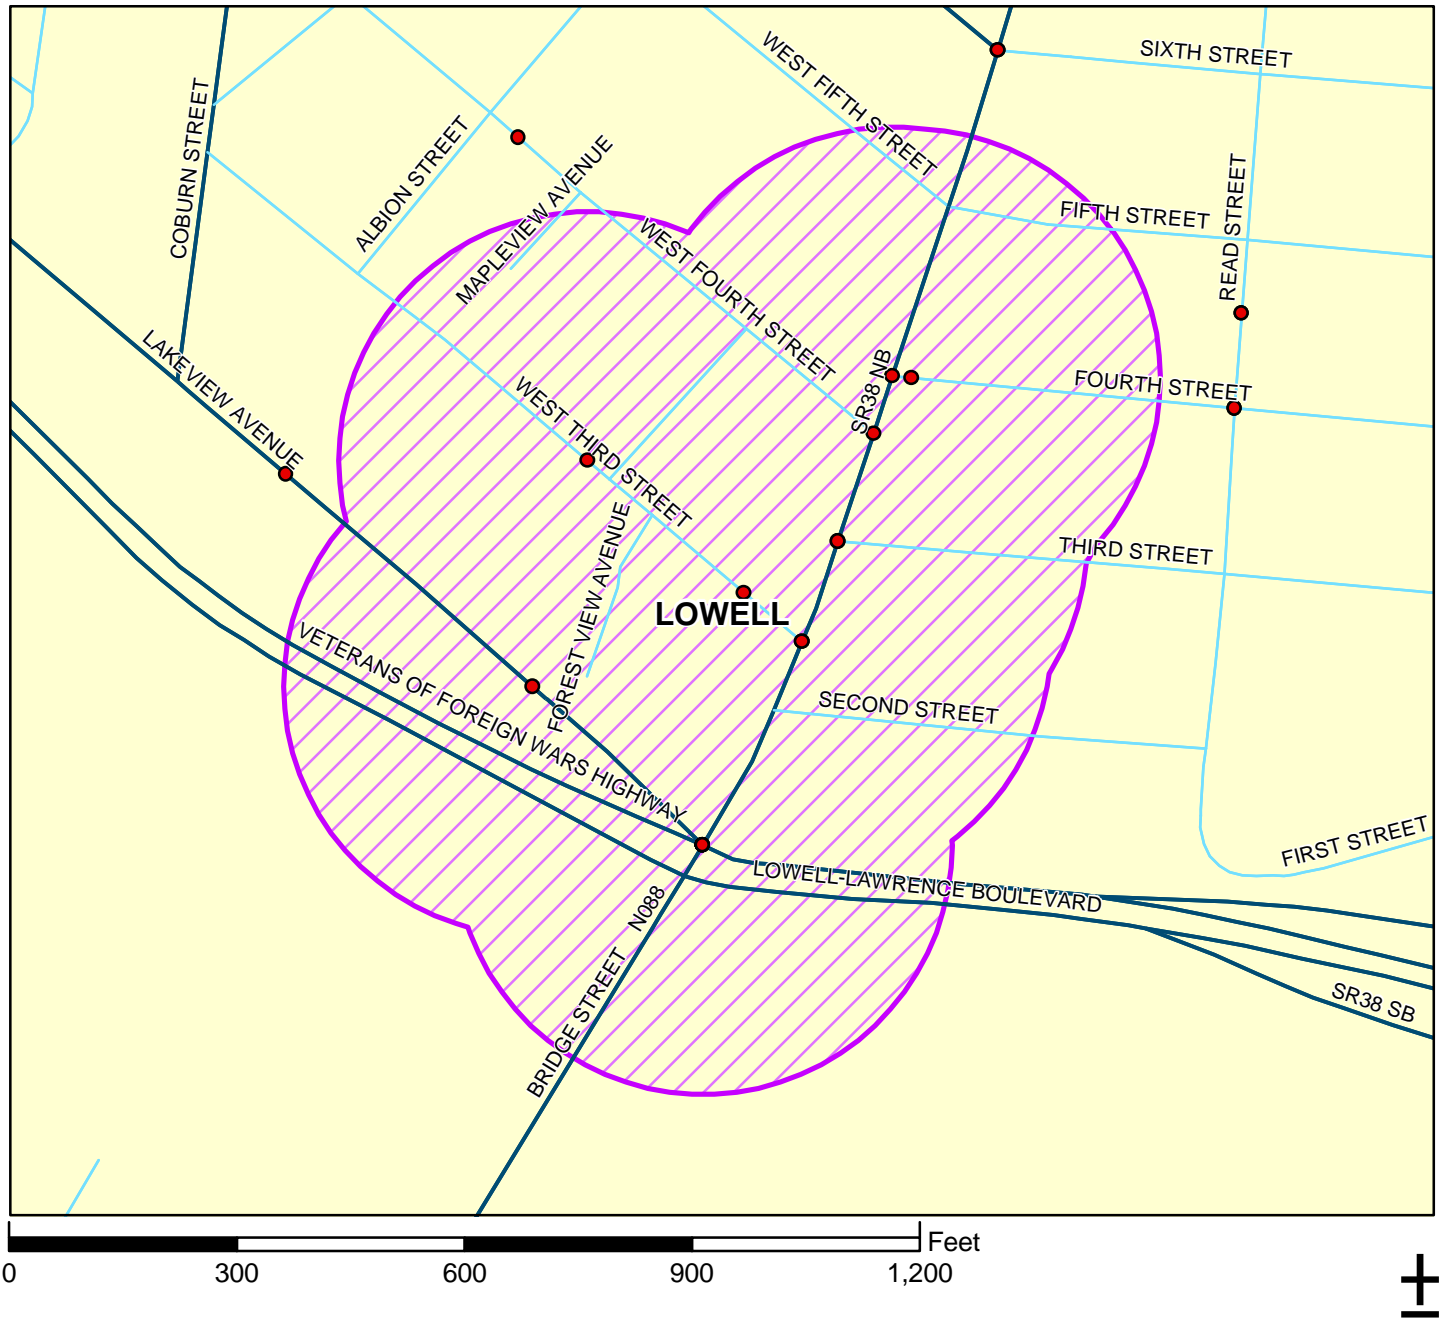 SIXTH STREET
WEST FIFTH STREET
COBURN STREET
ALBION STREET
MAPLEVIEW AVENUE
READ STREET
FIFTH STREET
WEST FOURTH STREET
LAKEVIEW AVENUE
SR38 NB
FOURTH STREET
WEST THIRD STREET
THIRD STREET
FOREST VIEW AVENUE
LOWELL
VETERANS OF FOREIGN WARS HIGHWAY
SECOND STREET
FIRST STREET
LOWELL-LAWRENCE BOULEVARD
BRIDGE STREET
N088
SR38 SB
Feet
0 300 600 900 1,200